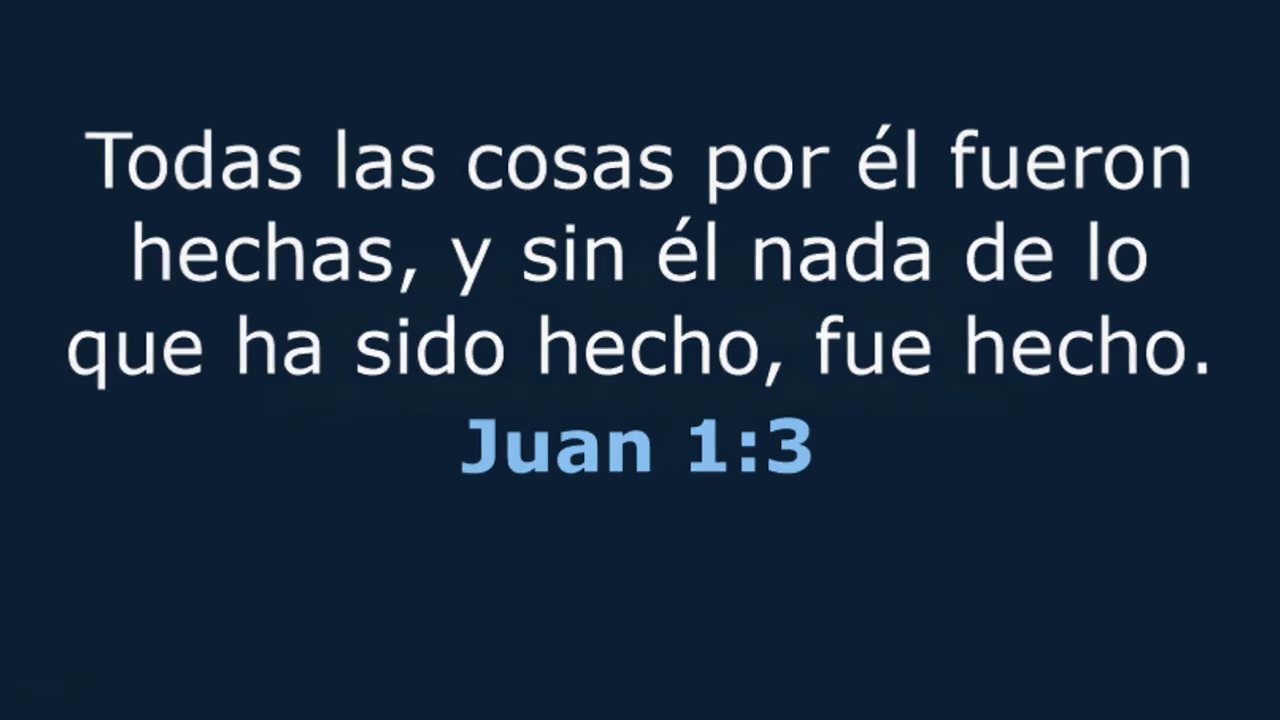 Todas las cosas por él fueron
hechas, y sin él nada de lo
que ha sido hecho, fue hecho.
Juan 1:3